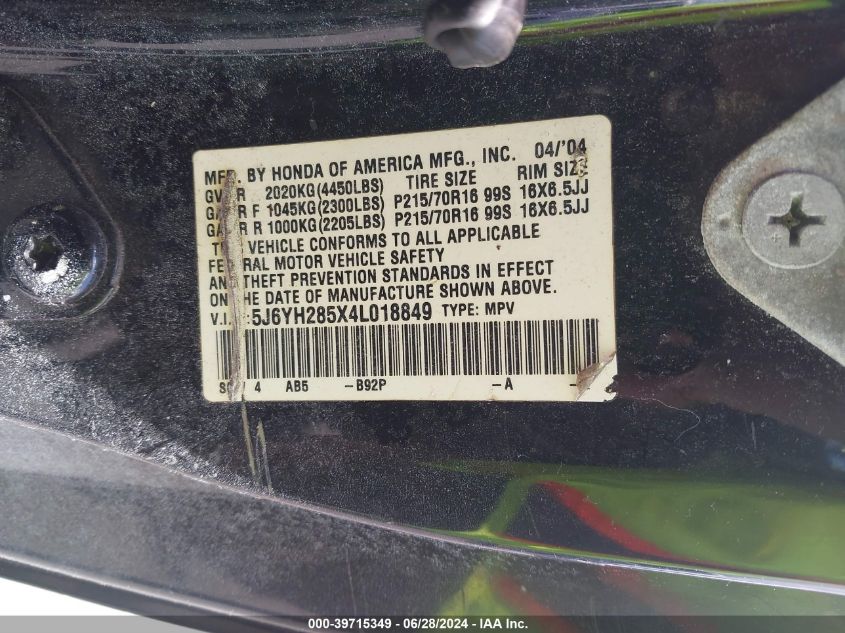 MFD. BY HONDA OF AMERICA MFG., INC. 04/'04
GVWR 2020KG(4450LBS) TIRE SIZE RIM SIZE
GAWR F 1045KG(2300LBS) P215/70R16 99S 16X6.5JJ
GAWR R 1000KG(2205LBS) P215/70R16 99S 16X6.5JJ
THIS VEHICLE CONFORMS TO ALL APPLICABLE
FEDERAL MOTOR VEHICLE SAFETY
AND THEFT PREVENTION STANDARDS IN EFFECT
ON THE DATE OF MANUFACTURE SHOWN ABOVE.
V.I. 5J6YH285X4L018849 TYPE: MPV
4 AB5 -B92P -A -
000-39715349 - 06/28/2024 - IAA Inc.